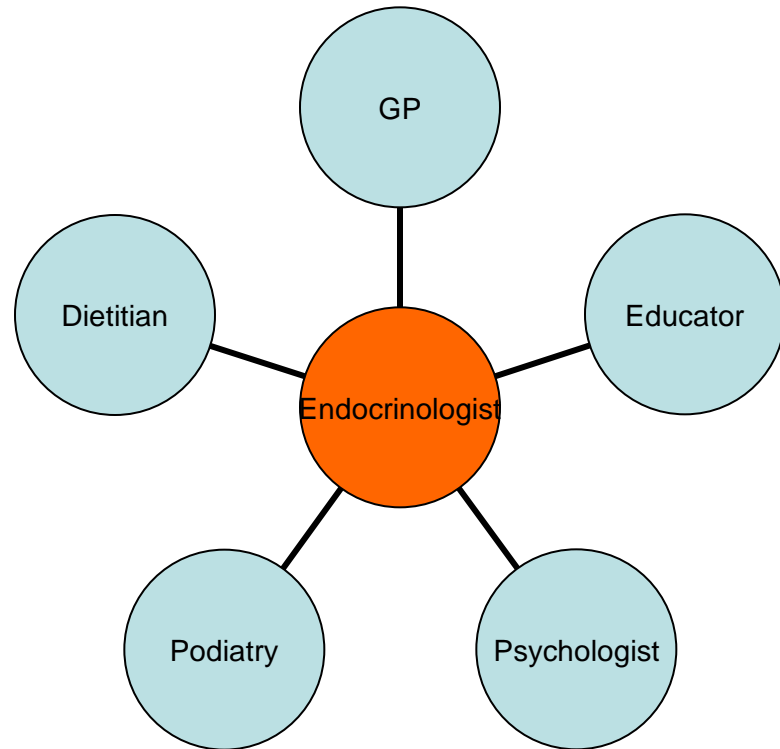 GP
Dietitian
Educator
Endocrinologist
Podiatry
Psychologist